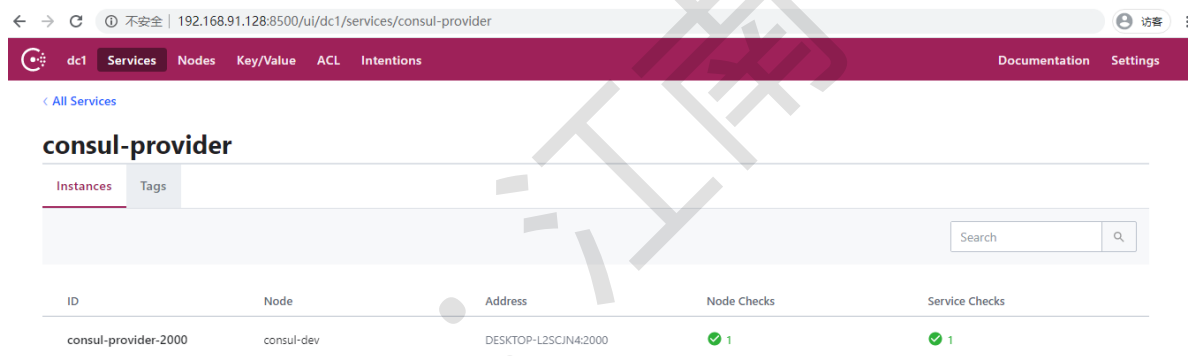 不安全 | 192.168.91.128:8500/ui/dc1/services/consul-provider 访客
dc1 Services Nodes Key/Value ACL Intentions Documentation Settings
All Services
consul-provider
Instances Tags
Search
ID Node Address Node Checks Service Checks
consul-provider-2000 consul-dev DESKTOP-L2SCJN4:2000 1 1
江南